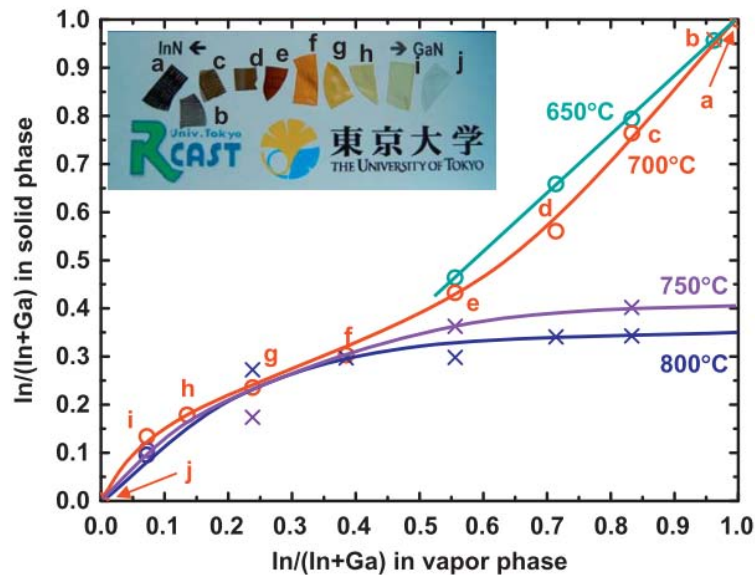 1.0
0.9
0.8
0.7
0.6
0.5
0.4
0.3
0.2
0.1
0.0
In/(In+Ga) in solid phase
InN ← → GaN
a
b
c
d
e
f
g
h
i
j
Univ.Tokyo
RCAST
東京大学
THE UNIVERSITY OF TOKYO
b
a
650°C
c
700°C
d
e
750°C
f
800°C
g
h
i
j
0.0 0.1 0.2 0.3 0.4 0.5 0.6 0.7 0.8 0.9 1.0
In/(In+Ga) in vapor phase